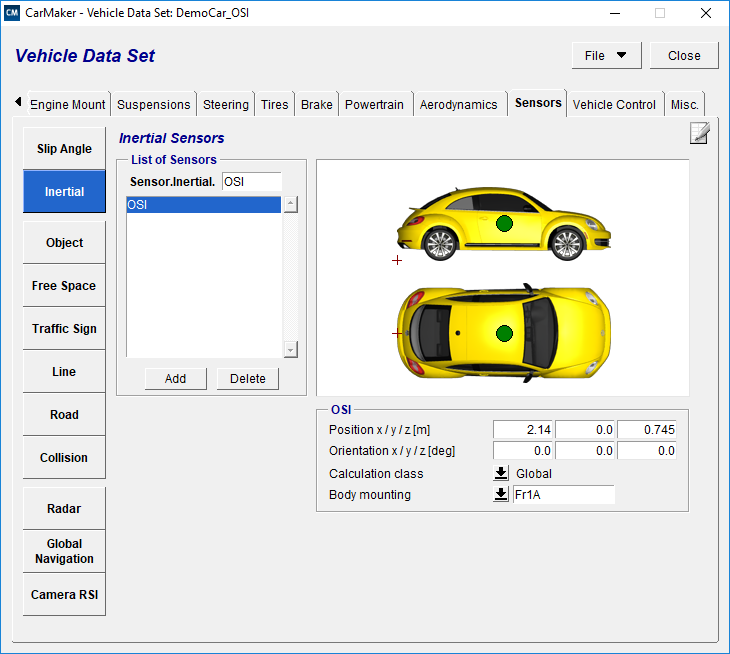 CM CarMaker - Vehicle Data Set: DemoCar_OSI
Vehicle Data Set
File
Close
Engine Mount Suspensions Steering Tires Brake Powertrain Aerodynamics Sensors Vehicle Control Misc.
Slip Angle
Inertial
Object
Free Space
Traffic Sign
Line
Road
Collision
Radar
Global
Navigation
Camera RSI
Inertial Sensors
List of Sensors
Sensor.Inertial. OSI
OSI
Add Delete
OSI
Position x / y / z [m] 2.14 0.0 0.745
Orientation x / y / z [deg] 0.0 0.0 0.0
Calculation class Global
Body mounting Fr1A